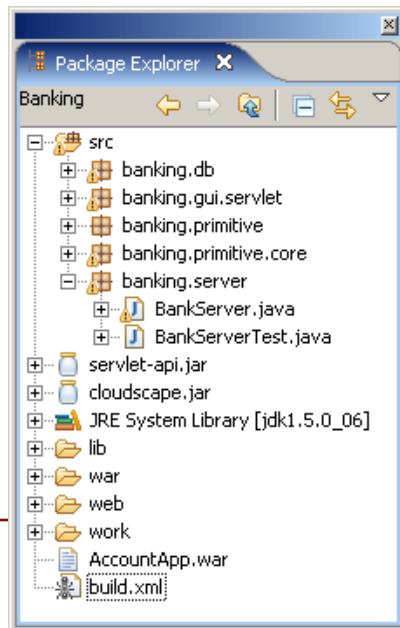 Package Explorer
Banking
src
banking.db
banking.gui.servlet
banking.primitive
banking.primitive.core
banking.server
BankServer.java
BankServerTest.java
servlet-api.jar
cloudscape.jar
JRE System Library [jdk1.5.0_06]
lib
war
web
work
AccountApp.war
build.xml